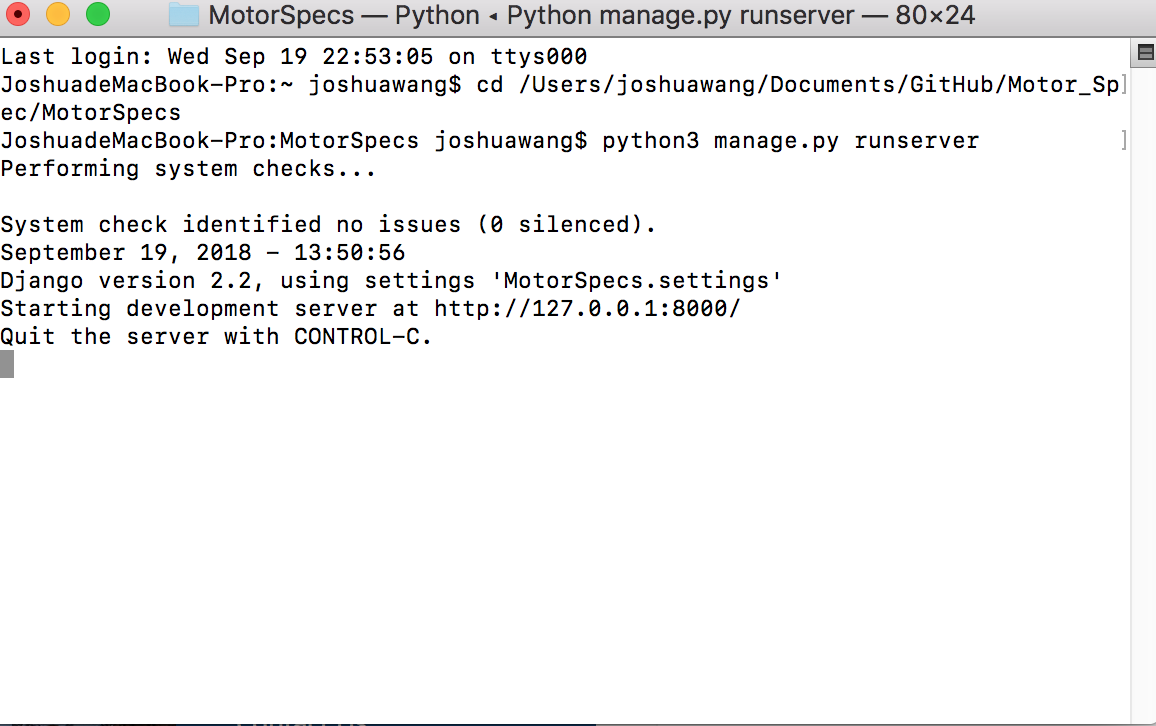 MotorSpecs — Python ◂ Python manage.py runserver — 80×24
Last login: Wed Sep 19 22:53:05 on ttys000
JoshuadeMacBook-Pro:~ joshuawang$ cd /Users/joshuawang/Documents/GitHub/Motor_Sp]
ec/MotorSpecs
JoshuadeMacBook-Pro:MotorSpecs joshuawang$ python3 manage.py runserver ]
Performing system checks...
System check identified no issues (0 silenced).
September 19, 2018 - 13:50:56
Django version 2.2, using settings 'MotorSpecs.settings'
Starting development server at http://127.0.0.1:8000/
Quit the server with CONTROL-C.